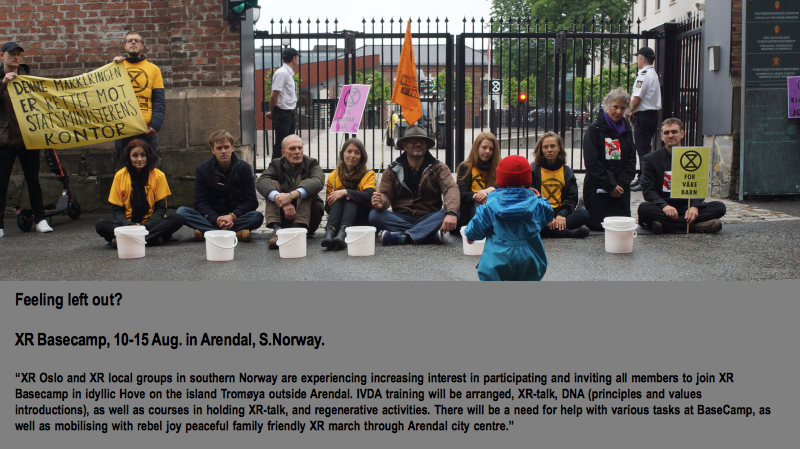 DENNE MARKERINGEN
ER RETTET MOT
STATSMINISTERENS
KONTOR
FOR
VÅRE
BARN
Feeling left out?
XR Basecamp, 10-15 Aug. in Arendal, S.Norway.
“XR Oslo and XR local groups in southern Norway are experiencing increasing interest in participating and inviting all members to join XR
Basecamp in idyllic Hove on the island Tromøya outside Arendal. IVDA training will be arranged, XR-talk, DNA (principles and values
introductions), as well as courses in holding XR-talk, and regenerative activities. There will be a need for help with various tasks at BaseCamp, as
well as mobilising with rebel joy peaceful family friendly XR march through Arendal city centre.”